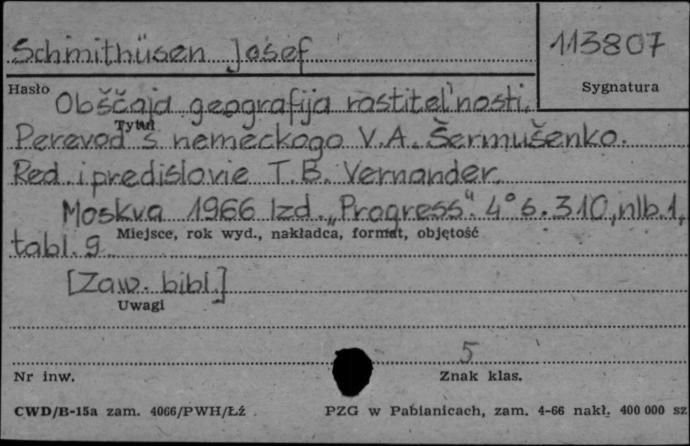 Schmithüsen Josef
113807
Hasło
Sygnatura
Obščaja geografija rastitel'nosti.
Tytuł
Perevod s nemeckogo V.A. Šermušenko.
Red. i predislovie T.B. Vernander.
Moskva 1966 Izd. „Progress". 4° s. 310, nlb. 1,
Miejsce, rok wyd., nakładca, format, objętość
tabl. 9
[Zaw. bibl.]
Uwagi
5
Nr inw.
Znak klas.
CWD/B-15a zam. 4066/PWH/Łź
PZG w Pabianicach, zam. 4-66 nakł. 400 000 sz